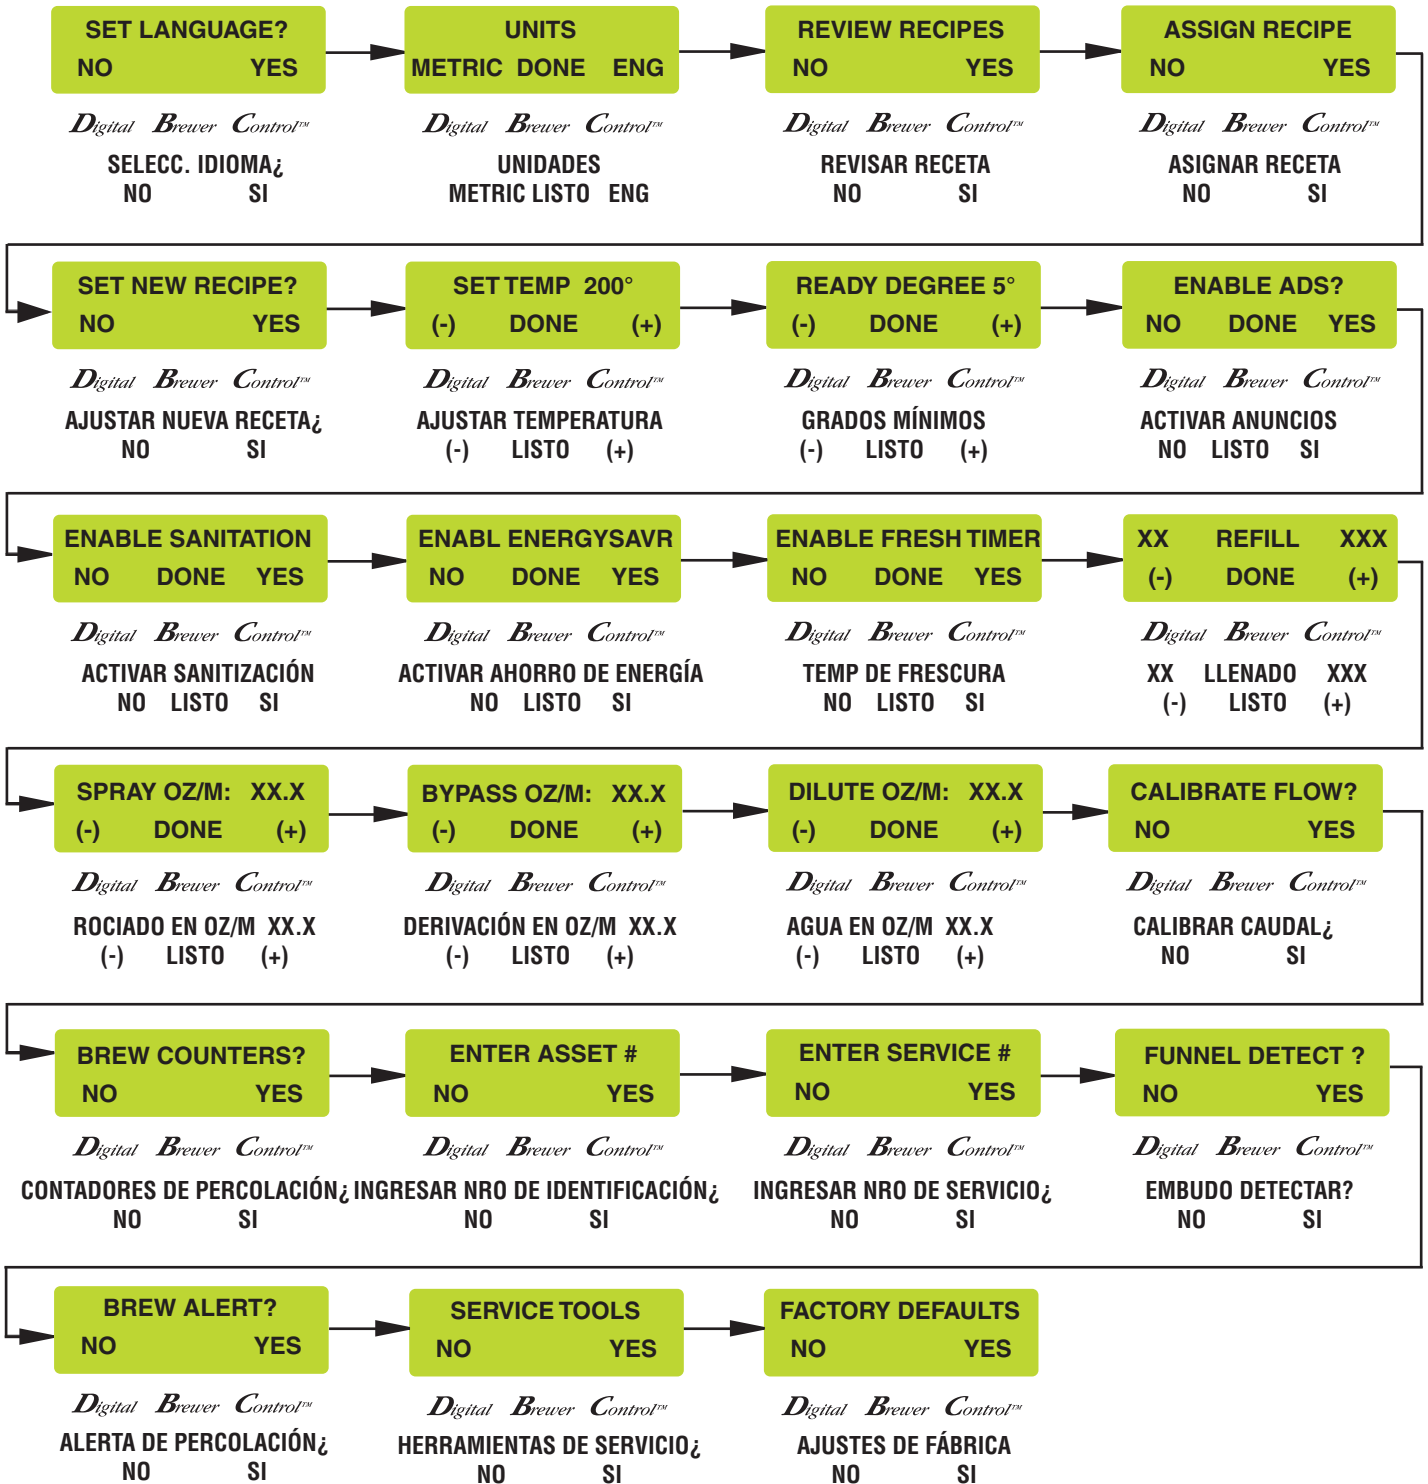 SET LANGUAGE?
NO YES
Digital Brewer Control™
SELECC. IDIOMA¿
NO SI
UNITS
METRIC DONE ENG
Digital Brewer Control™
UNIDADES
METRIC LISTO ENG
REVIEW RECIPES
NO YES
Digital Brewer Control™
REVISAR RECETA
NO SI
ASSIGN RECIPE
NO YES
Digital Brewer Control™
ASIGNAR RECETA
NO SI
SET NEW RECIPE?
NO YES
Digital Brewer Control™
AJUSTAR NUEVA RECETA¿
NO SI
SET TEMP 200°
(-) DONE (+)
Digital Brewer Control™
AJUSTAR TEMPERATURA
(-) LISTO (+)
READY DEGREE 5°
(-) DONE (+)
Digital Brewer Control™
GRADOS MÍNIMOS
(-) LISTO (+)
ENABLE ADS?
NO DONE YES
Digital Brewer Control™
ACTIVAR ANUNCIOS
NO LISTO SI
ENABLE SANITATION
NO DONE YES
Digital Brewer Control™
ACTIVAR SANITIZACIÓN
NO LISTO SI
ENABL ENERGYSAVR
NO DONE YES
Digital Brewer Control™
ACTIVAR AHORRO DE ENERGÍA
NO LISTO SI
ENABLE FRESH TIMER
NO DONE YES
Digital Brewer Control™
TEMP DE FRESCURA
NO LISTO SI
XX REFILL XXX
(-) DONE (+)
Digital Brewer Control™
XX LLENADO XXX
(-) LISTO (+)
SPRAY OZ/M: XX.X
(-) DONE (+)
Digital Brewer Control™
ROCIADO EN OZ/M XX.X
(-) LISTO (+)
BYPASS OZ/M: XX.X
(-) DONE (+)
Digital Brewer Control™
DERIVACIÓN EN OZ/M XX.X
(-) LISTO (+)
DILUTE OZ/M: XX.X
(-) DONE (+)
Digital Brewer Control™
AGUA EN OZ/M XX.X
(-) LISTO (+)
CALIBRATE FLOW?
NO YES
Digital Brewer Control™
CALIBRAR CAUDAL¿
NO SI
BREW COUNTERS?
NO YES
Digital Brewer Control™
CONTADORES DE PERCOLACIÓN¿
NO SI
ENTER ASSET #
NO YES
Digital Brewer Control™
INGRESAR NRO DE IDENTIFICACIÓN¿
NO SI
ENTER SERVICE #
NO YES
Digital Brewer Control™
INGRESAR NRO DE SERVICIO¿
NO SI
FUNNEL DETECT ?
NO YES
Digital Brewer Control™
EMBUDO DETECTAR?
NO SI
BREW ALERT?
NO YES
Digital Brewer Control™
ALERTA DE PERCOLACIÓN¿
NO SI
SERVICE TOOLS
NO YES
Digital Brewer Control™
HERRAMIENTAS DE SERVICIO¿
NO SI
FACTORY DEFAULTS
NO YES
Digital Brewer Control™
AJUSTES DE FÁBRICA
NO SI